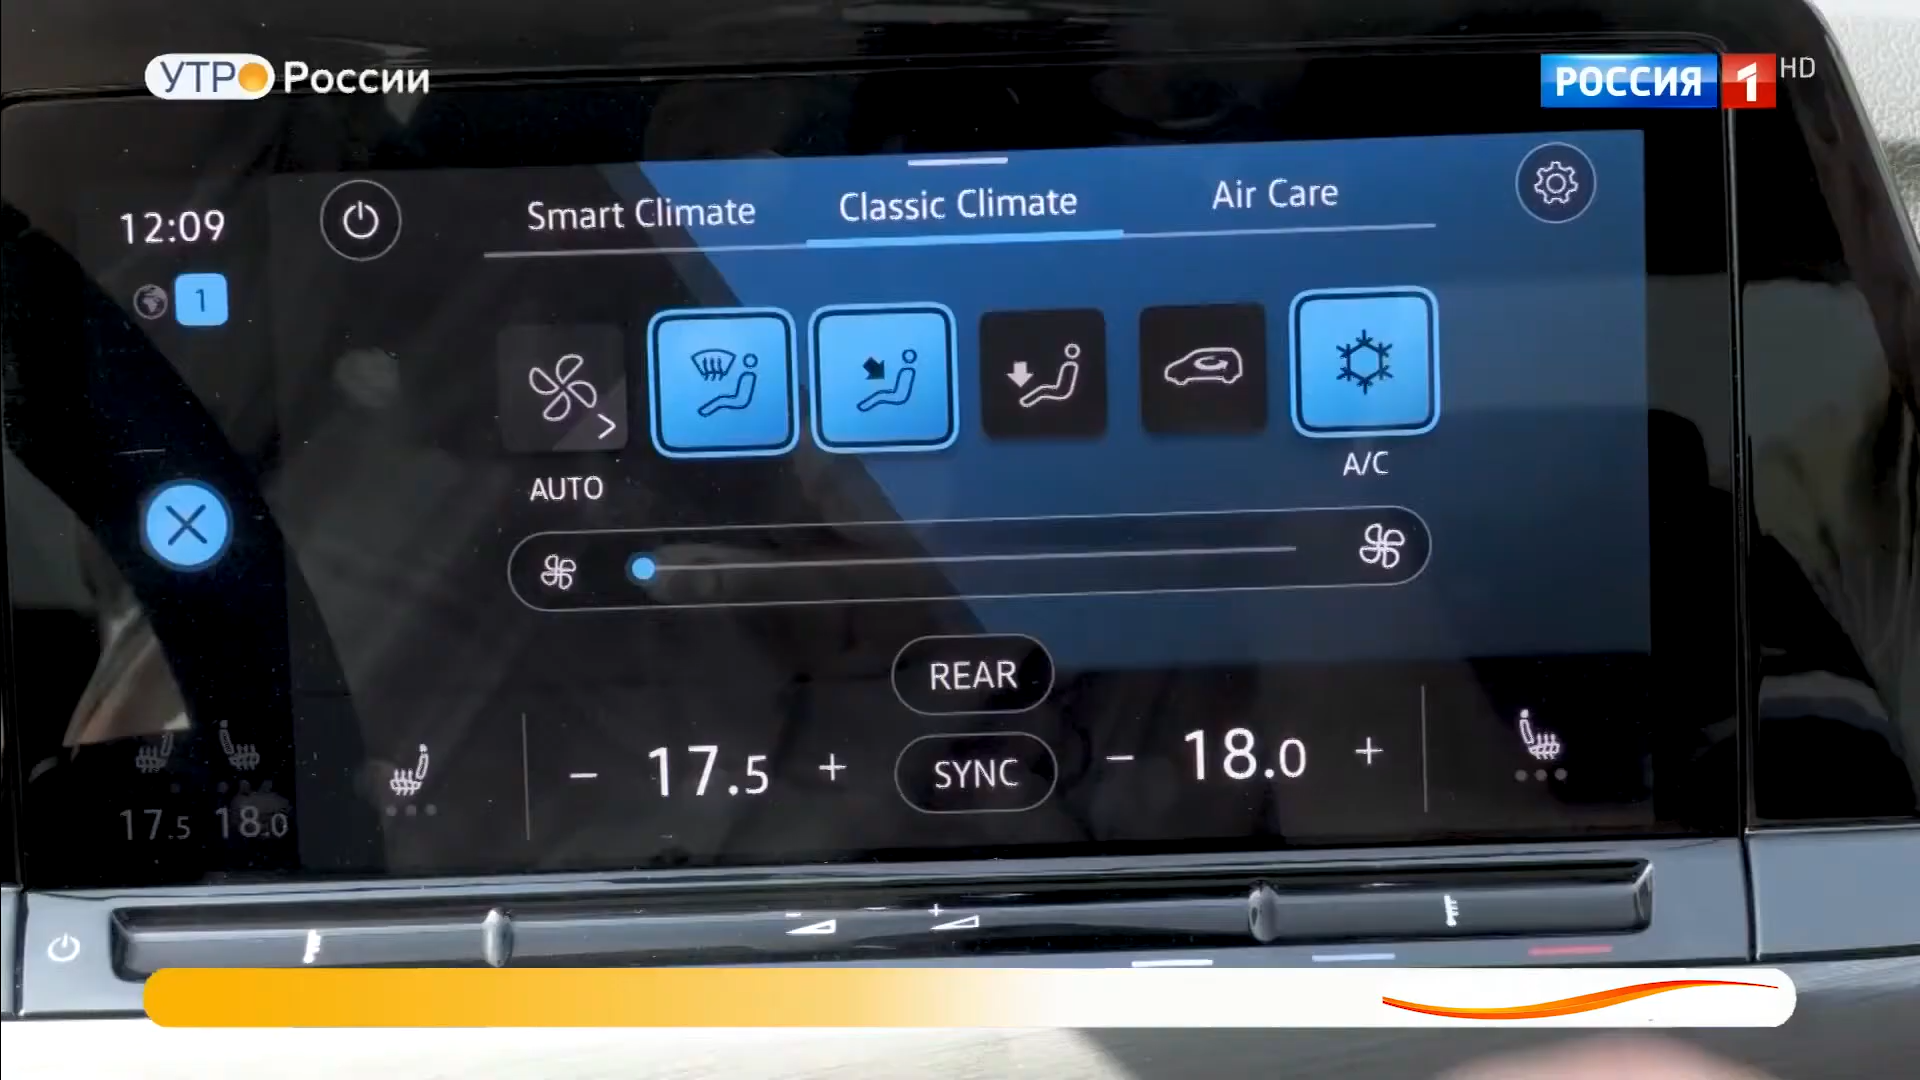 УТРО России
РОССИЯ 1 HD
12:09
1
Smart Climate
Classic Climate
Air Care
AUTO
A/C
REAR
SYNC
− 17.5 +
− 18.0 +
17.5 18.0